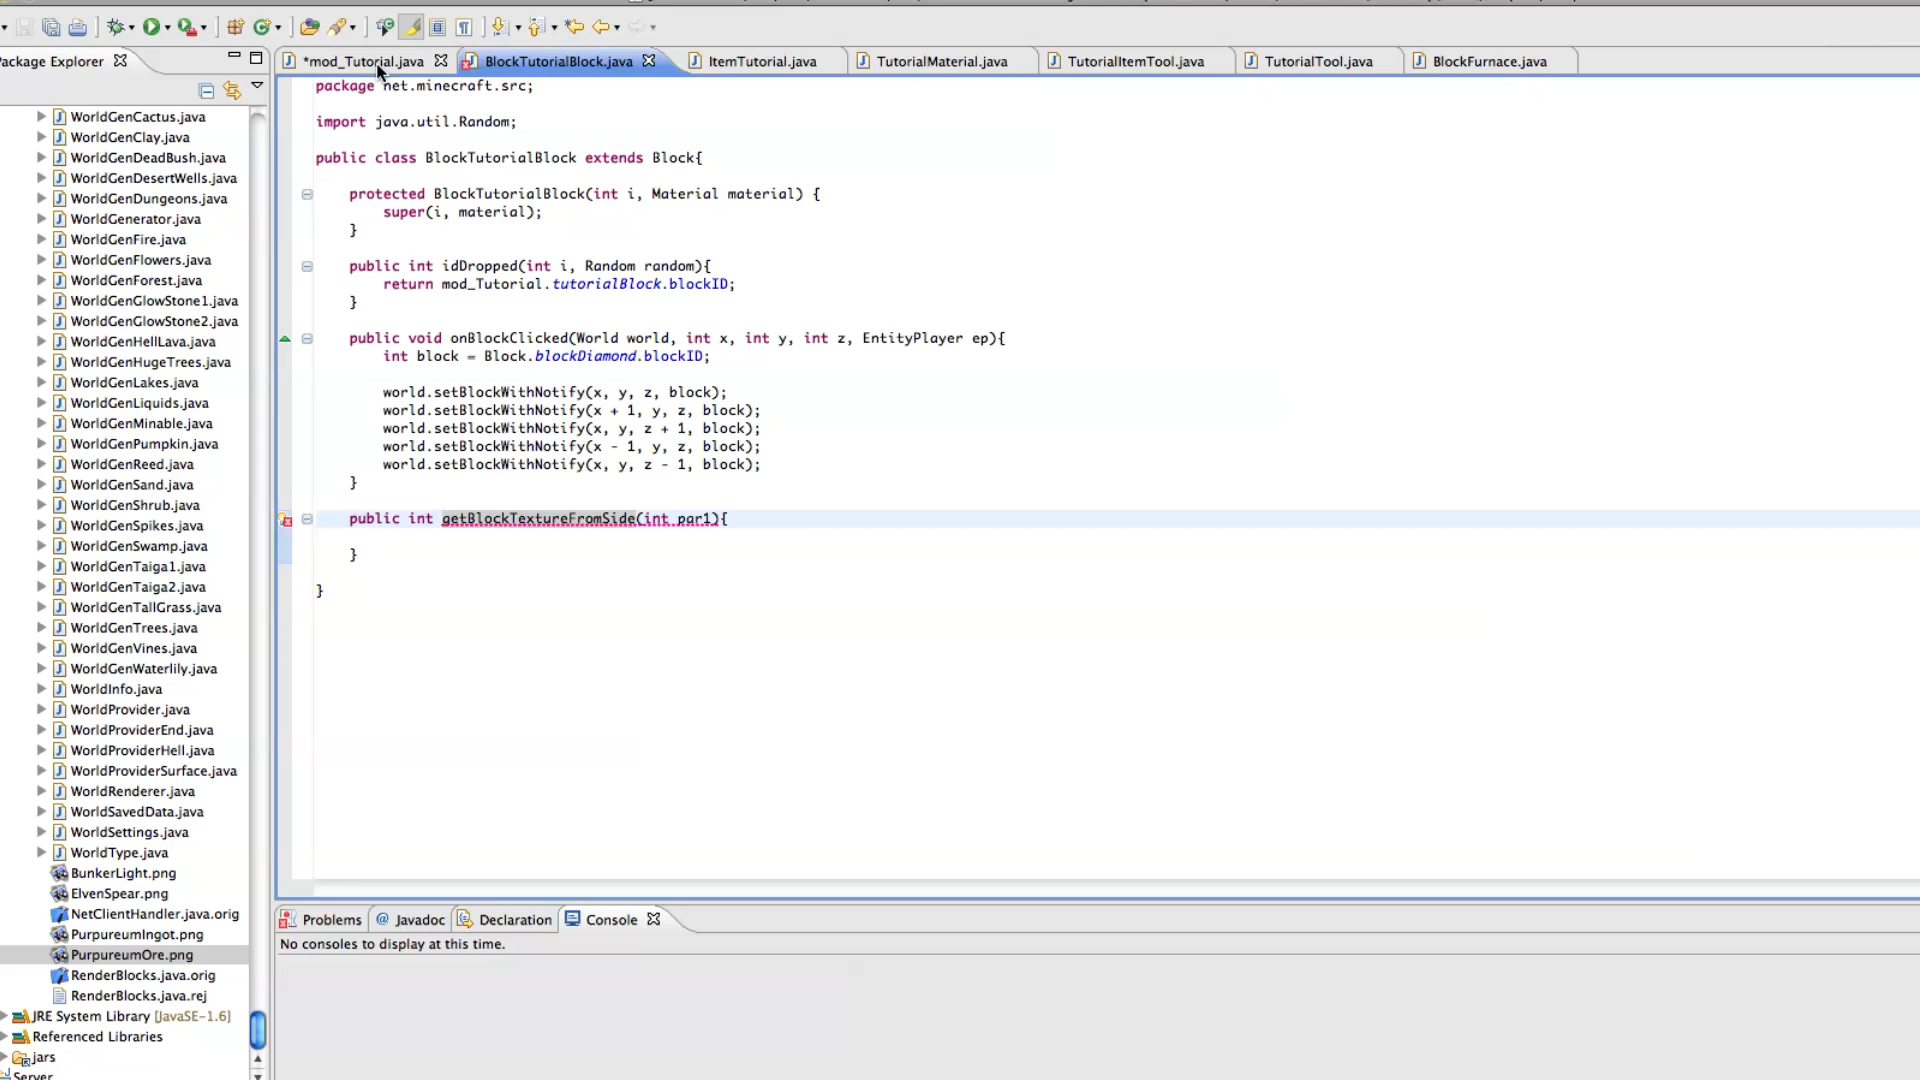 Package Explorer
*mod_Tutorial.java
BlockTutorialBlock.java
ItemTutorial.java
TutorialMaterial.java
TutorialItemTool.java
TutorialTool.java
BlockFurnace.java
WorldGenCactus.java
WorldGenClay.java
WorldGenDeadBush.java
WorldGenDesertWells.java
WorldGenDungeons.java
WorldGenerator.java
WorldGenFire.java
WorldGenFlowers.java
WorldGenForest.java
WorldGenGlowStone1.java
WorldGenGlowStone2.java
WorldGenHellLava.java
WorldGenHugeTrees.java
WorldGenLakes.java
WorldGenLiquids.java
WorldGenMinable.java
WorldGenPumpkin.java
WorldGenReed.java
WorldGenSand.java
WorldGenShrub.java
WorldGenSpikes.java
WorldGenSwamp.java
WorldGenTaiga1.java
WorldGenTaiga2.java
WorldGenTallGrass.java
WorldGenTrees.java
WorldGenVines.java
WorldGenWaterlily.java
WorldInfo.java
WorldProvider.java
WorldProviderEnd.java
WorldProviderHell.java
WorldProviderSurface.java
WorldRenderer.java
WorldSavedData.java
WorldSettings.java
WorldType.java
BunkerLight.png
ElvenSpear.png
NetClientHandler.java.orig
PurpureumIngot.png
PurpureumOre.png
RenderBlocks.java.orig
RenderBlocks.java.rej
JRE System Library [JavaSE-1.6]
Referenced Libraries
jars
Server
package net.minecraft.src;
import java.util.Random;
public class BlockTutorialBlock extends Block{
protected BlockTutorialBlock(int i, Material material) {
super(i, material);
}
public int idDropped(int i, Random random){
return mod_Tutorial.tutorialBlock.blockID;
}
public void onBlockClicked(World world, int x, int y, int z, EntityPlayer ep){
int block = Block.blockDiamond.blockID;
world.setBlockWithNotify(x, y, z, block);
world.setBlockWithNotify(x + 1, y, z, block);
world.setBlockWithNotify(x, y, z + 1, block);
world.setBlockWithNotify(x - 1, y, z, block);
world.setBlockWithNotify(x, y, z - 1, block);
}
public int getBlockTextureFromSide(int par1){
}
}
Problems
@ Javadoc
Declaration
Console
No consoles to display at this time.